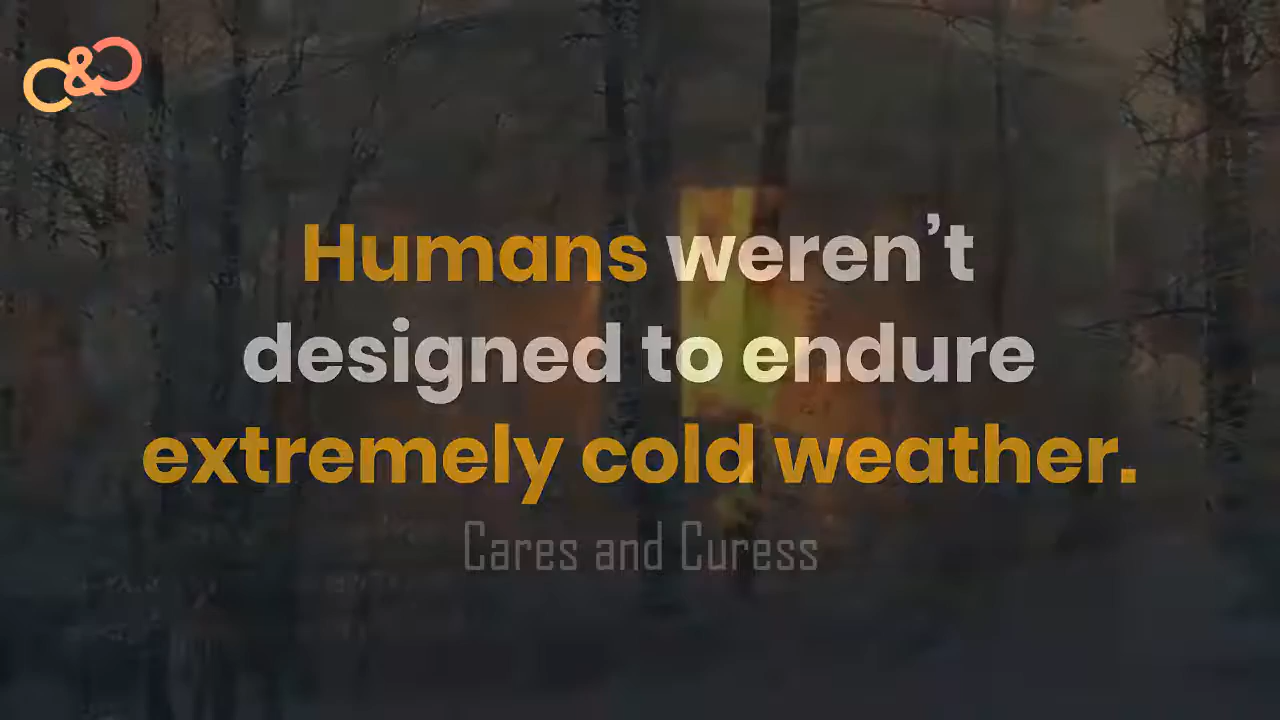 C&C
Humans weren’t
designed to endure
extremely cold weather.
Cares and Curess